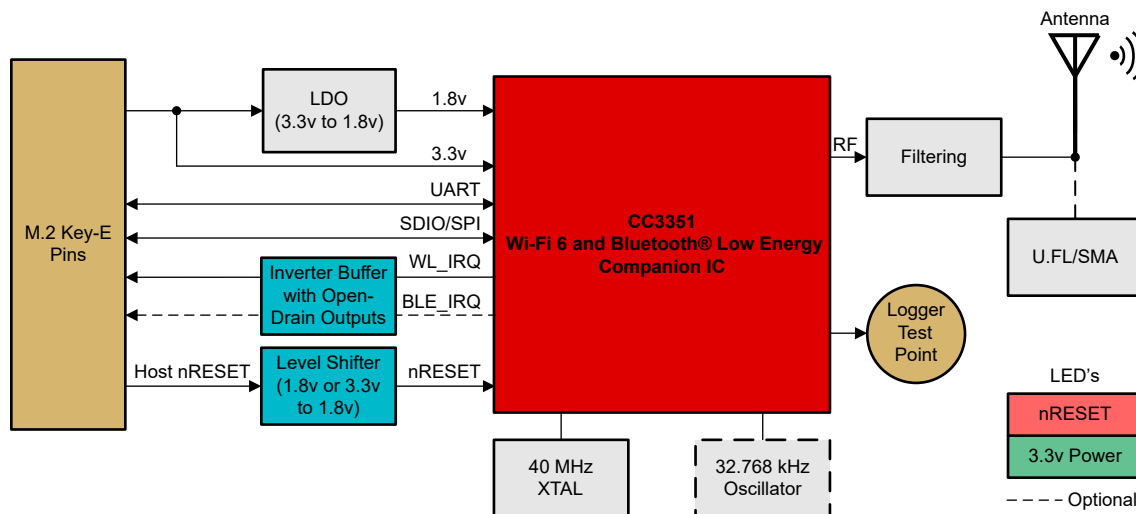 Antenna
M.2 Key-E
Pins
LDO
(3.3v to 1.8v)
1.8v
3.3v
UART
SDIO/SPI
WL_IRQ
BLE_IRQ
Inverter Buffer
with Open-
Drain Outputs
Host nRESET
Level Shifter
(1.8v or 3.3v
to 1.8v)
nRESET
CC3351
Wi-Fi 6 and Bluetooth® Low Energy
Companion IC
RF
Filtering
U.FL/SMA
Logger
Test
Point
40 MHz
XTAL
32.768 kHz
Oscillator
LED's
nRESET
3.3v Power
Optional